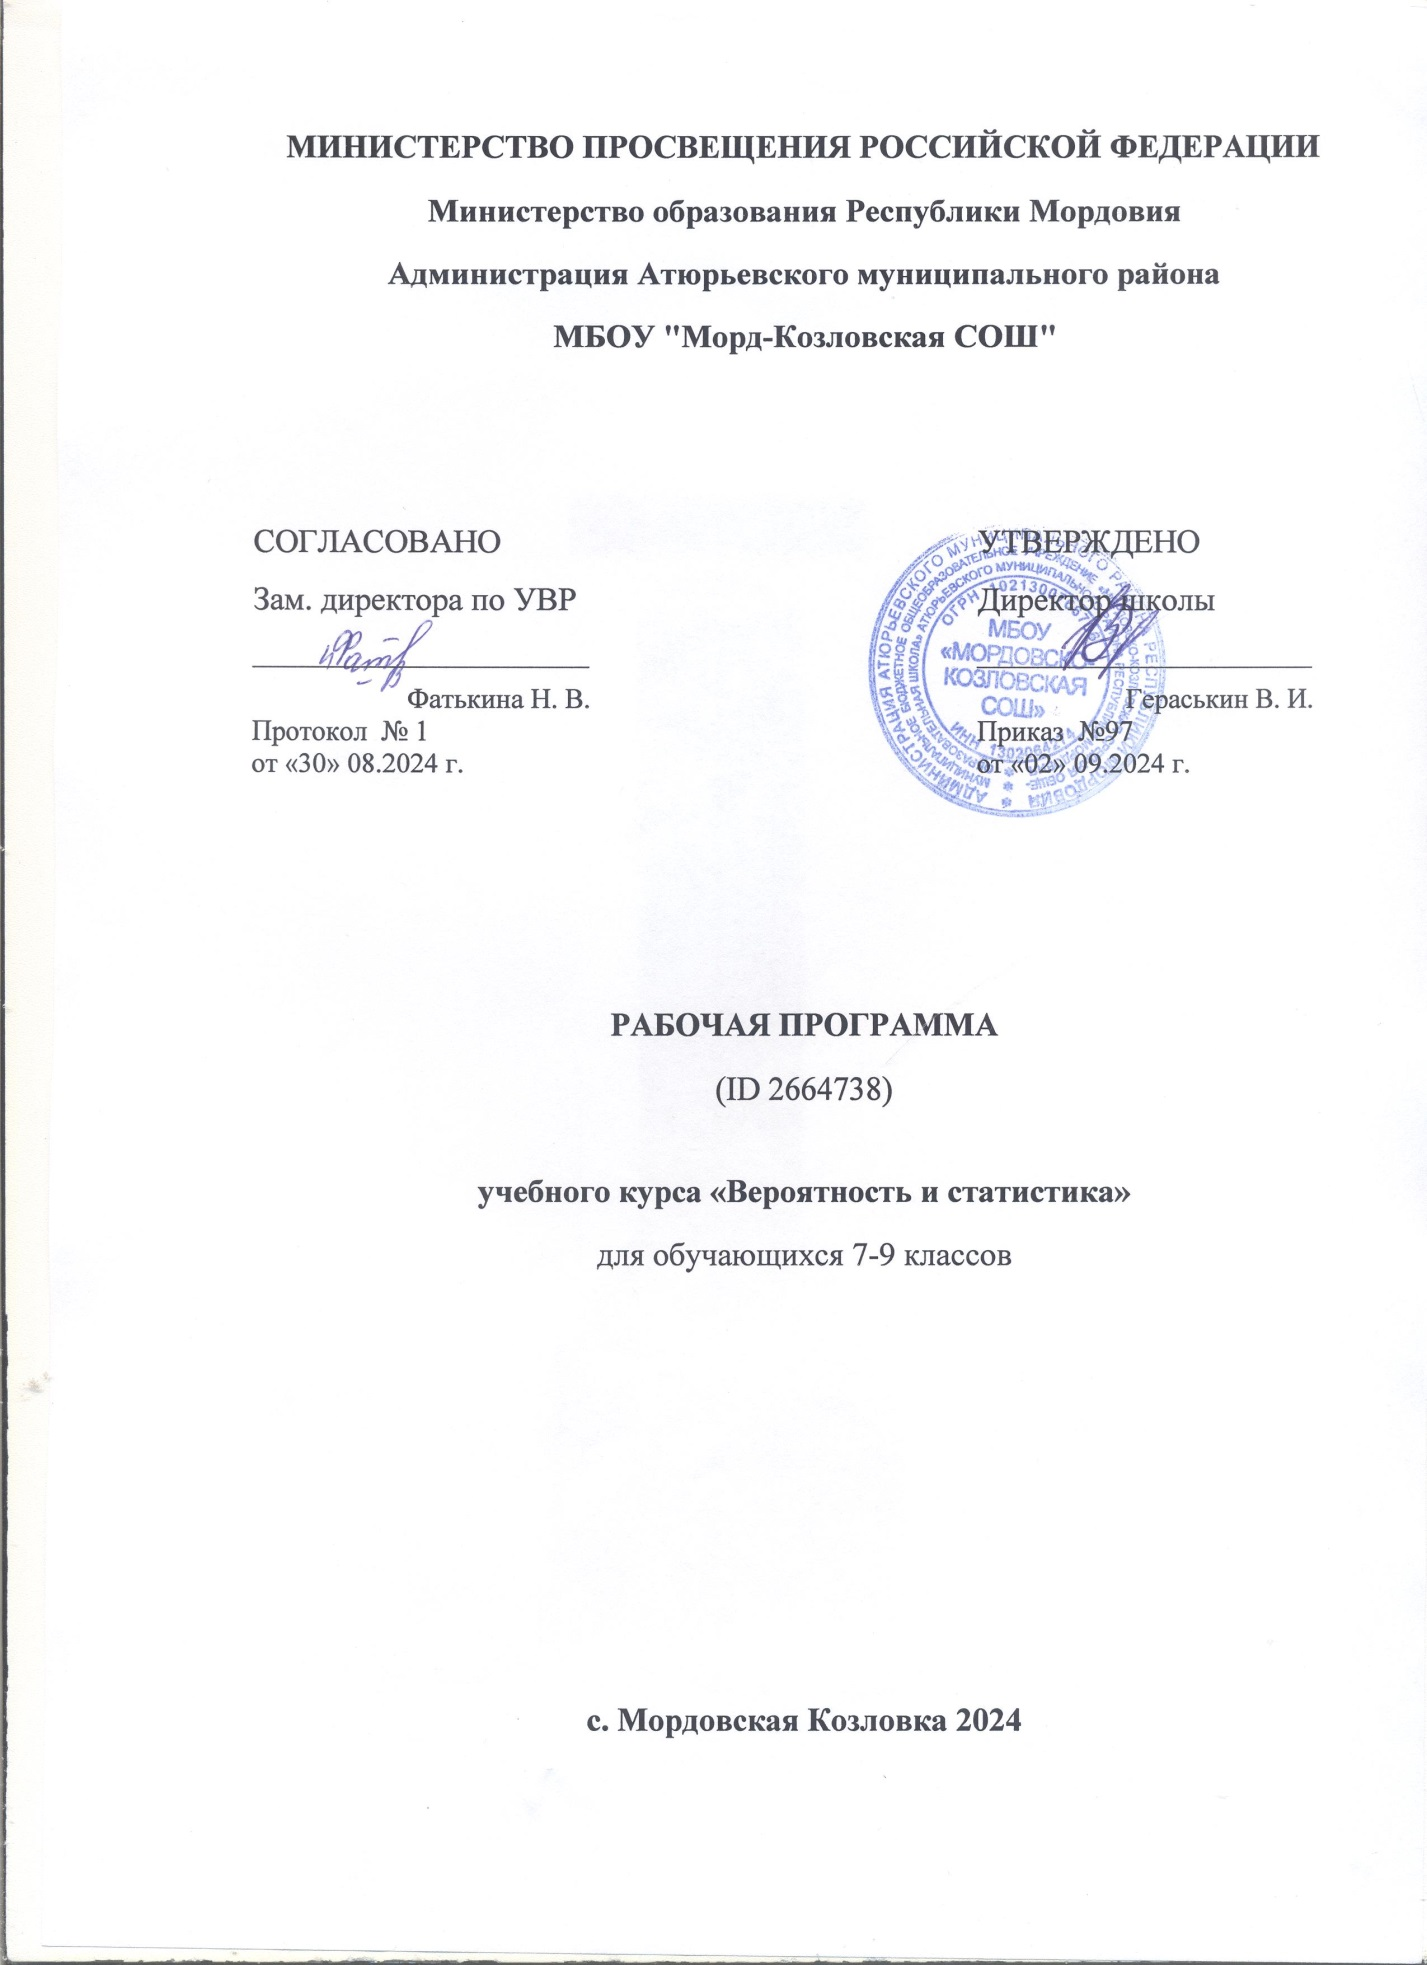 МИНИСТЕРСТВО ПРОСВЕЩЕНИЯ РОССИЙСКОЙ ФЕДЕРАЦИИ
Министерство образования Республики Мордовия
Администрация Атюрьевского муниципального района
МБОУ "Морд-Козловская СОШ"
СОГЛАСОВАНО
Зам. директора по УВР
Фатькина Н. В.
Протокол № 1
от «30» 08.2024 г.
УТВЕРЖДЕНО
Директор школы
Гераськин В. И.
Приказ №97
от «02» 09.2024 г.
МБОУ
«МОРДОВСКО-
КОЗЛОВСКАЯ
СОШ»
РАБОЧАЯ ПРОГРАММА
(ID 2664738)
учебного курса «Вероятность и статистика»
для обучающихся 7-9 классов
с. Мордовская Козловка 2024